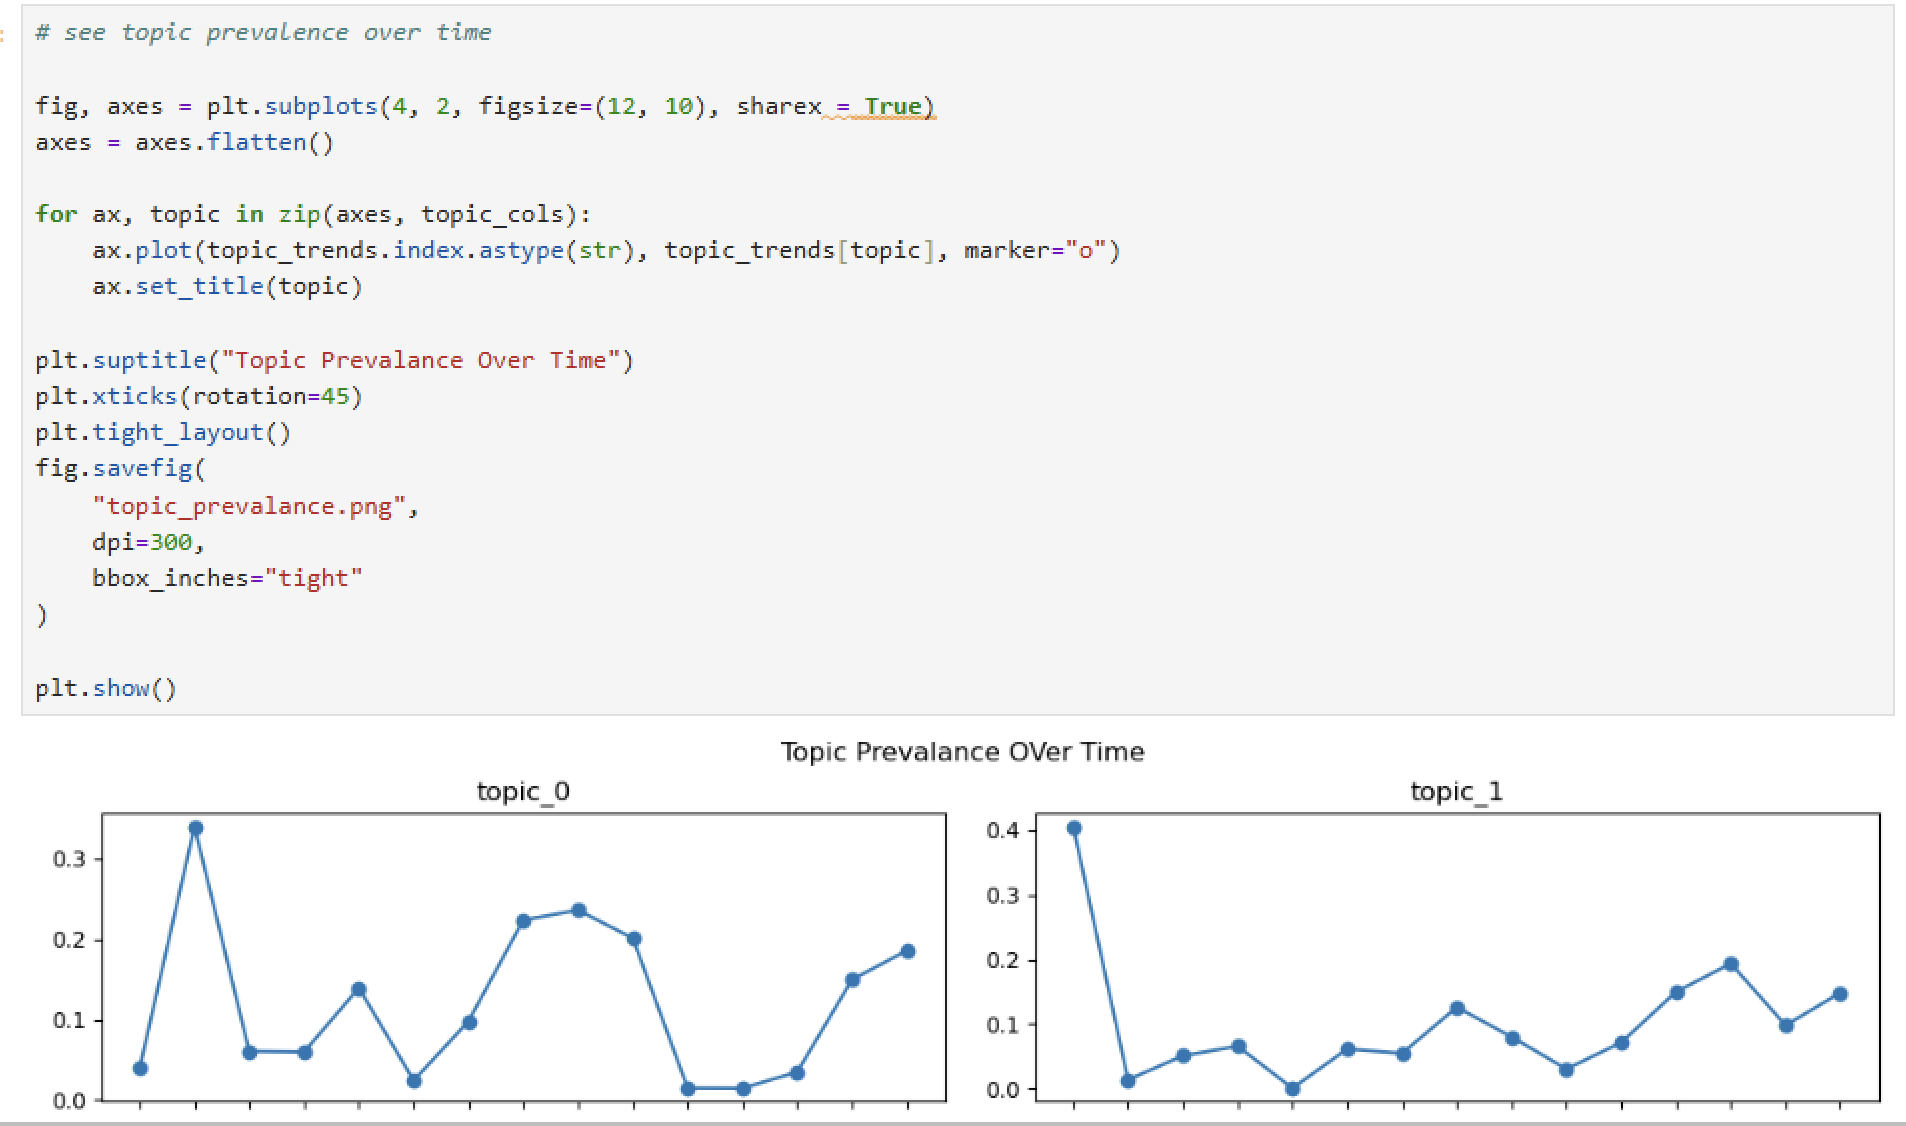 # see topic prevalence over time
fig, axes = plt.subplots(4, 2, figsize=(12, 10), sharex = True)
axes = axes.flatten()
for ax, topic in zip(axes, topic_cols):
    ax.plot(topic_trends.index.astype(str), topic_trends[topic], marker="o")
    ax.set_title(topic)
plt.suptitle("Topic Prevalance Over Time")
plt.xticks(rotation=45)
plt.tight_layout()
fig.savefig(
    "topic_prevalance.png",
    dpi=300,
    bbox_inches="tight"
)
plt.show()
Topic Prevalance OVer Time
topic_0
0.3
0.2
0.1
0.0
topic_1
0.4
0.3
0.2
0.1
0.0